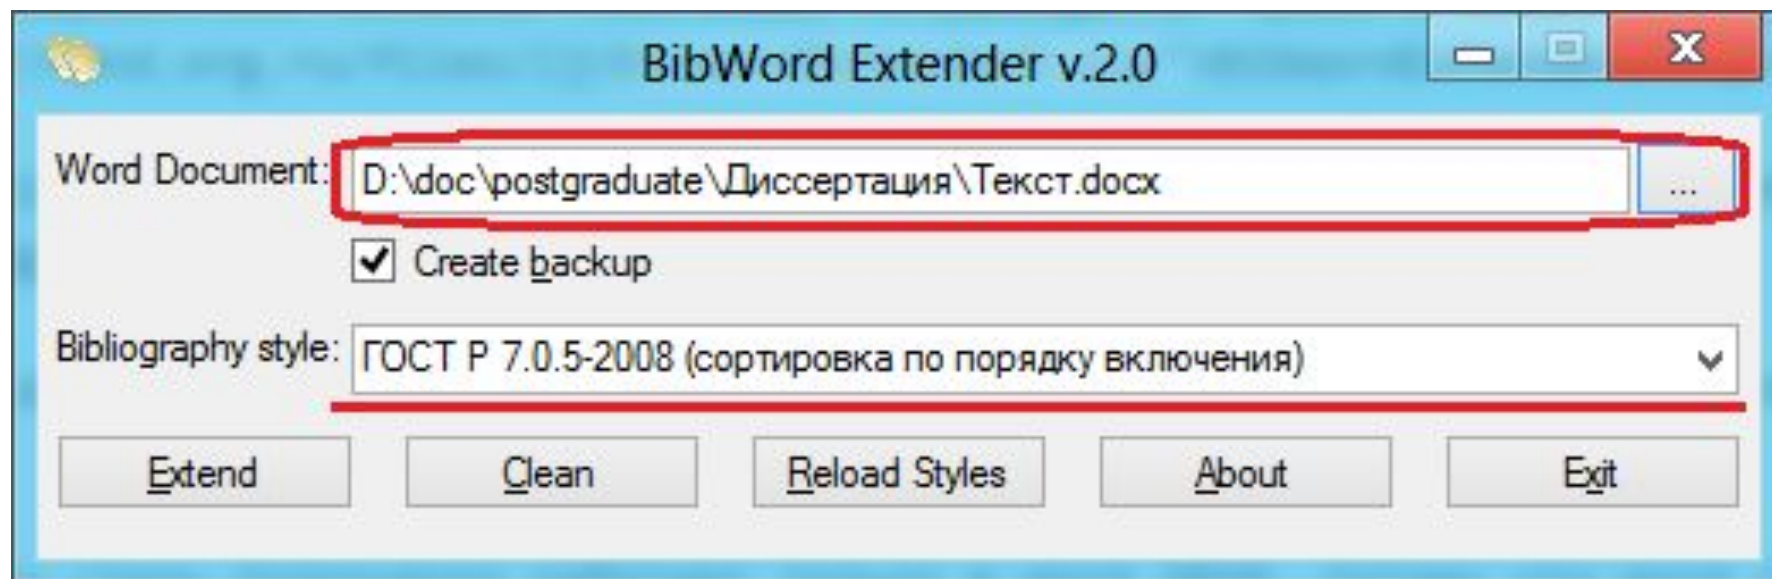 BibWord Extender v.2.0
Word Document: D:\doc\postgraduate\Диссертация\Текст.docx ...
Create backup
Bibliography style: ГОСТ Р 7.0.5-2008 (сортировка по порядку включения)
Extend Clean Reload Styles About Exit